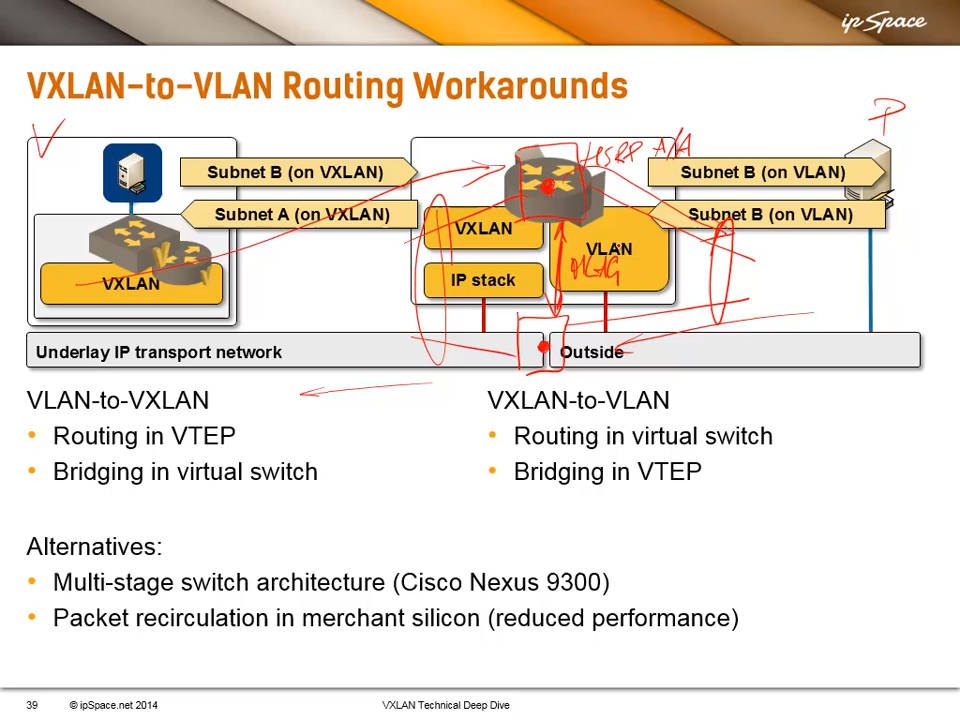 ipSpace
VXLAN-to-VLAN Routing Workarounds
V
P
HSRP A/A
Subnet B (on VXLAN)
Subnet B (on VLAN)
Subnet A (on VXLAN)
Subnet B (on VLAN)
VXLAN
VLAN
MLAG
IP stack
VXLAN
Underlay IP transport network
Outside
VLAN-to-VXLAN
• Routing in VTEP
• Bridging in virtual switch
VXLAN-to-VLAN
• Routing in virtual switch
• Bridging in VTEP
Alternatives:
• Multi-stage switch architecture (Cisco Nexus 9300)
• Packet recirculation in merchant silicon (reduced performance)
39 © ipSpace.net 2014 VXLAN Technical Deep Dive